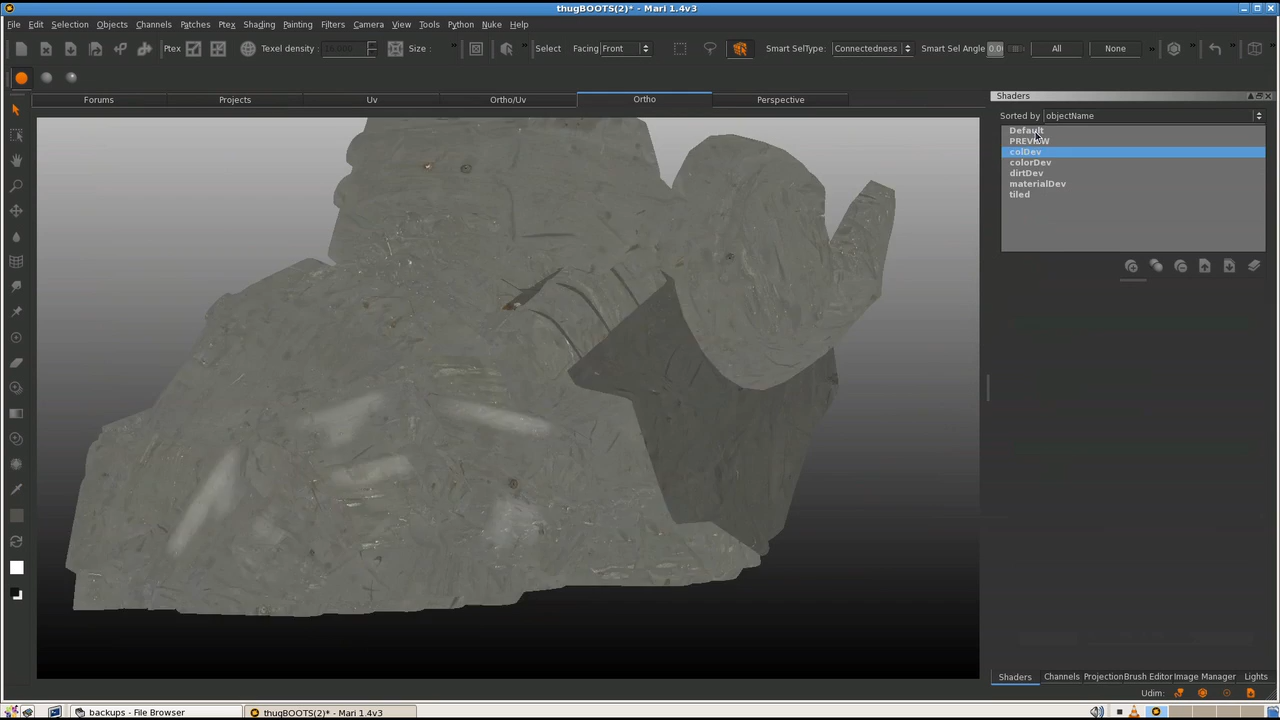 thugBOOTS(2)* - Mari 1.4v3
File Edit Selection Objects Channels Patches Ptex Shading Painting Filters Camera View Tools Python Nuke Help
Ptex Texel density: Size : Select Facing Front Smart SelType: Connectedness Smart Sel Angle 0.0 All None
Forums Projects Uv Ortho/Uv Ortho Perspective
Shaders
Sorted by objectName
Default
PREVIEW
colDev
colorDev
dirtDev
materialDev
tiled
Shaders Channels Projection Brush Editor Image Manager Lights
Udim:
backups - File Browser thugBOOTS(2)* - Mari 1.4v3